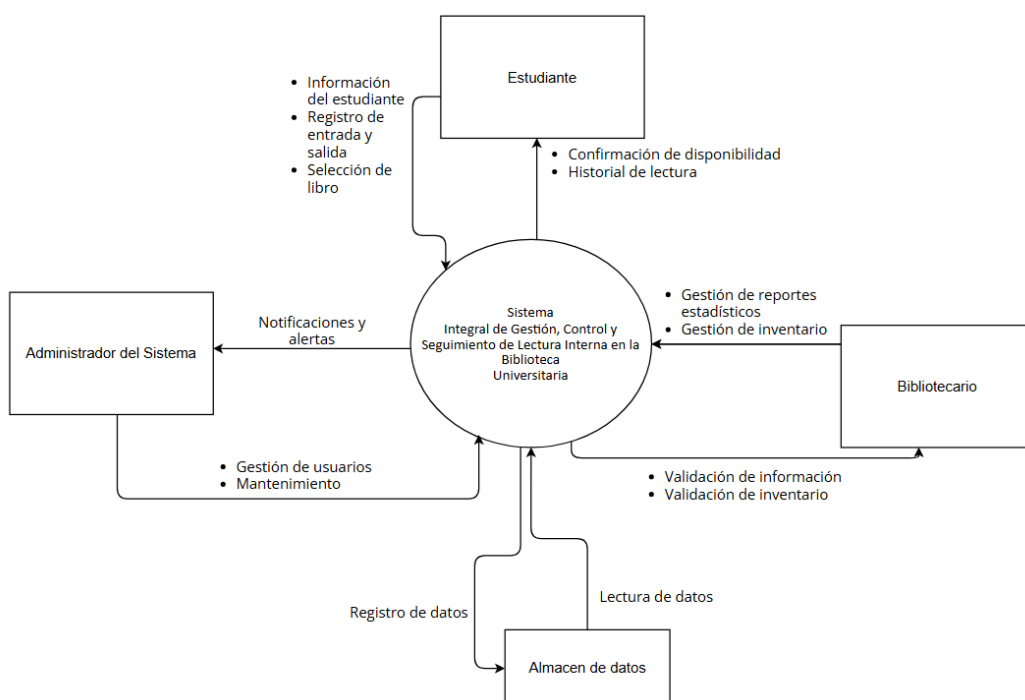 Estudiante
• Información
del estudiante
• Registro de
entrada y
salida
• Selección de
libro
• Confirmación de disponibilidad
• Historial de lectura
Sistema
Integral de Gestión, Control y
Seguimiento de Lectura Interna en la
Biblioteca
Universitaria
Notificaciones y
alertas
Administrador del Sistema
• Gestión de reportes
estadísticos
• Gestión de inventario
Bibliotecario
• Gestión de usuarios
• Mantenimiento
• Validación de información
• Validación de inventario
Registro de datos
Lectura de datos
Almacen de datos